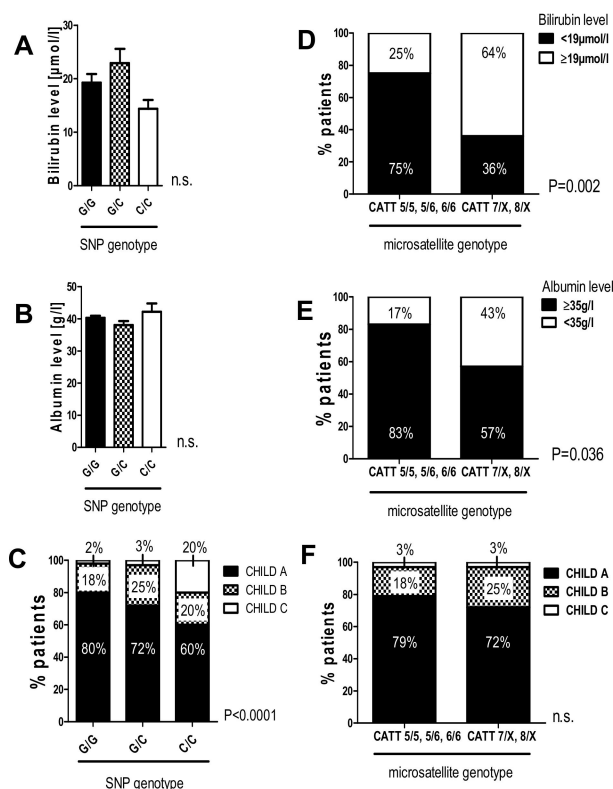 A
Bilirubin level [µmol/l]
30
20
10
0
G/G
G/C
C/C
n.s.
SNP genotype
B
Albumin level [g/l]
50
40
30
20
10
0
G/G
G/C
C/C
n.s.
SNP genotype
C
2%
3%
20%
% patients
100
80
60
40
20
0
18%
25%
20%
80%
72%
60%
CHILD A
CHILD B
CHILD C
P<0.0001
G/G
G/C
C/C
SNP genotype
D
Bilirubin level
<19µmol/l
≥19µmol/l
% patients
100
80
60
40
20
0
25%
64%
75%
36%
P=0.002
CATT 5/5, 5/6, 6/6
CATT 7/X, 8/X
microsatellite genotype
E
Albumin level
≥35g/l
<35g/l
% patients
100
80
60
40
20
0
17%
43%
83%
57%
P=0.036
CATT 5/5, 5/6, 6/6
CATT 7/X, 8/X
microsatellite genotype
F
3%
3%
% patients
100
80
60
40
20
0
18%
25%
79%
72%
CHILD A
CHILD B
CHILD C
n.s.
CATT 5/5, 5/6, 6/6
CATT 7/X, 8/X
microsatellite genotype